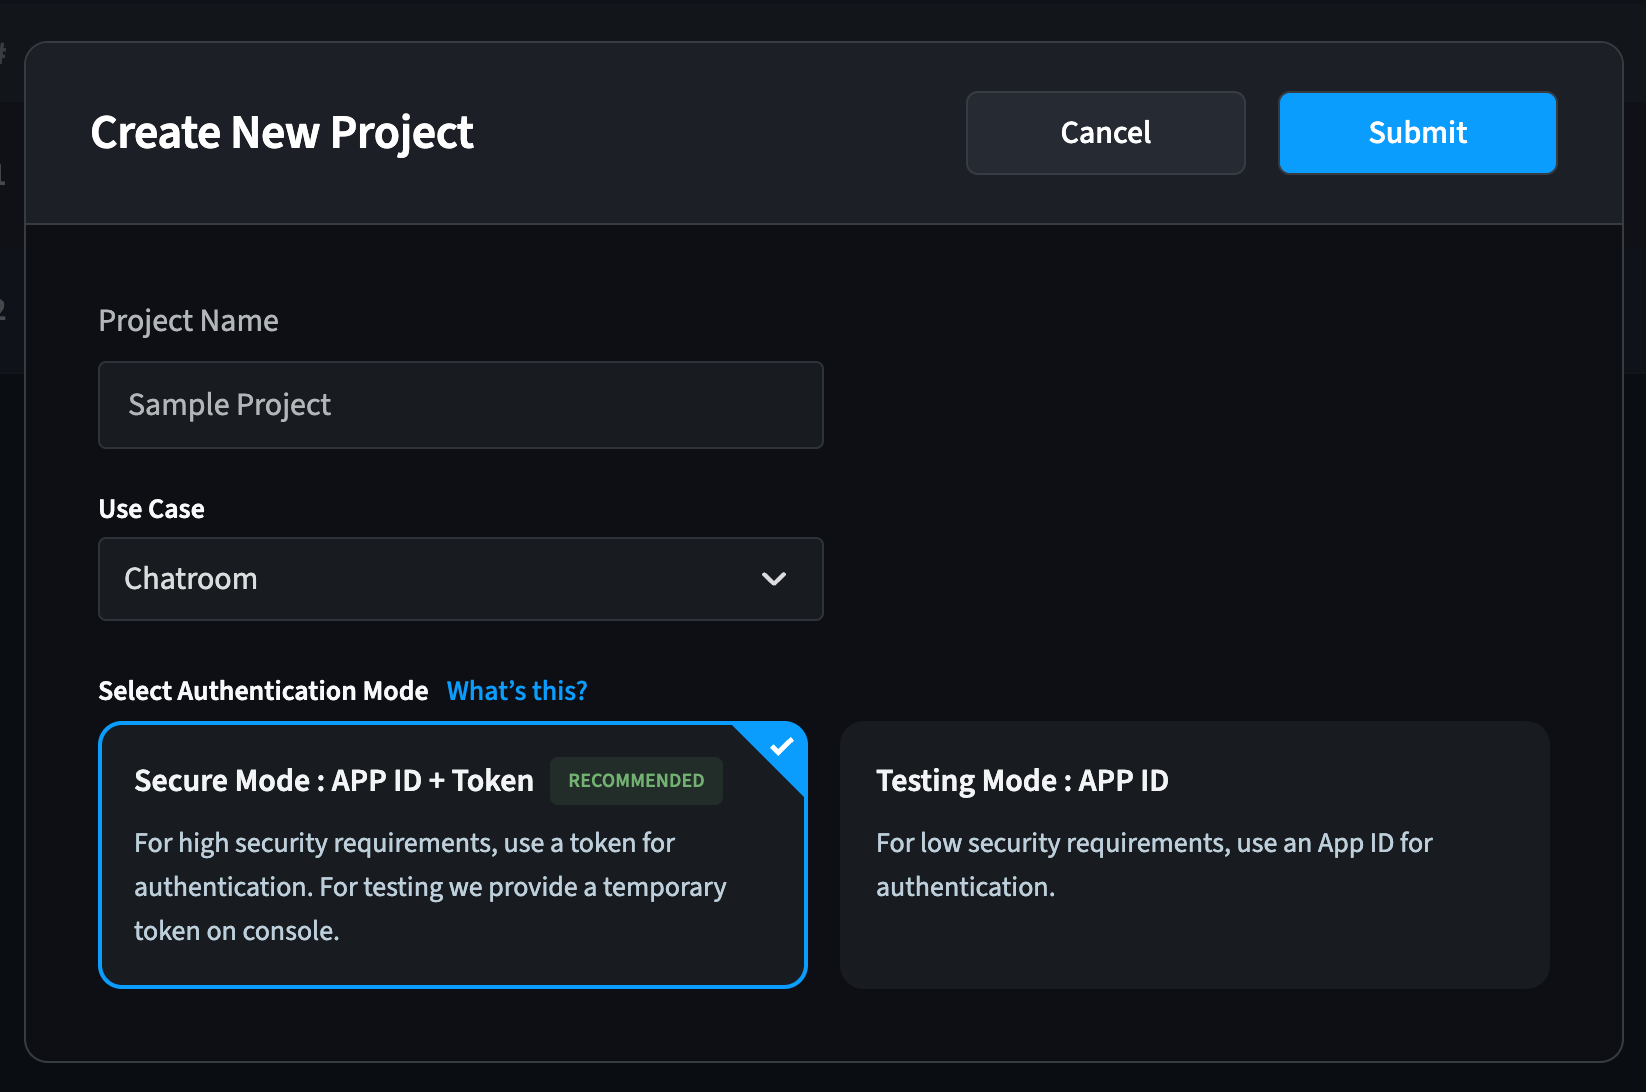 Create New Project
Cancel
Submit
Project Name
Sample Project
Use Case
Chatroom
Select Authentication Mode What’s this?
Secure Mode : APP ID + Token RECOMMENDED
For high security requirements, use a token for
authentication. For testing we provide a temporary
token on console.
Testing Mode : APP ID
For low security requirements, use an App ID for
authentication.